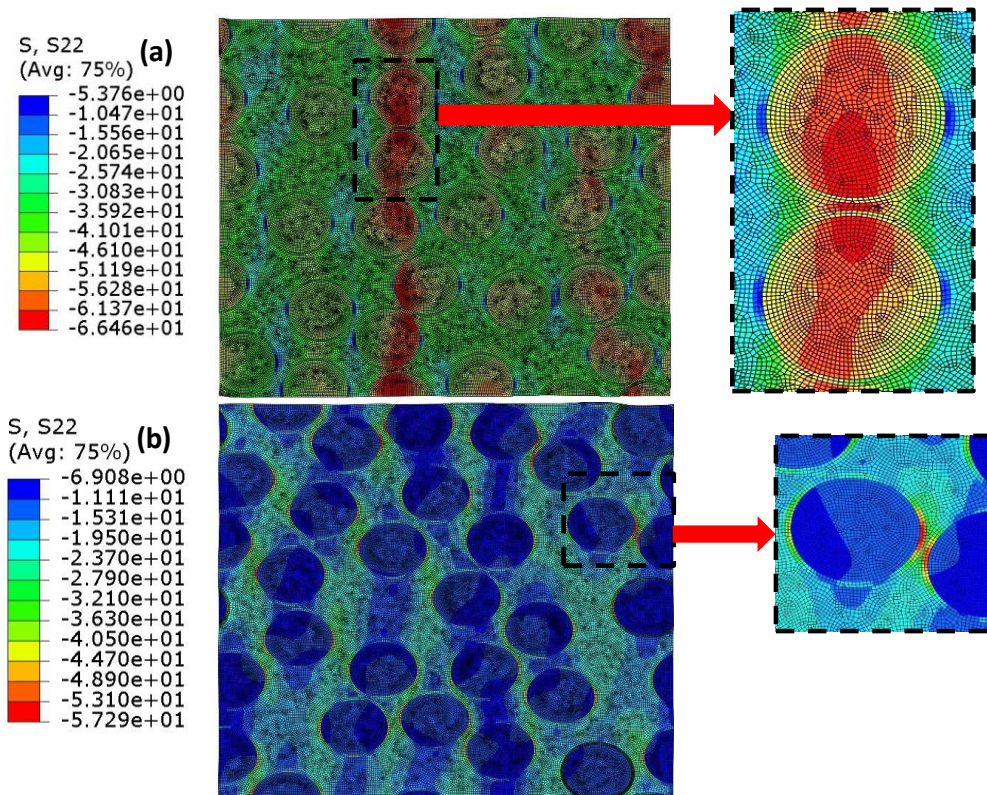 S, S22
(Avg: 75%)
(a)
-5.376e+00
-1.047e+01
-1.556e+01
-2.065e+01
-2.574e+01
-3.083e+01
-3.592e+01
-4.101e+01
-4.610e+01
-5.119e+01
-5.628e+01
-6.137e+01
-6.646e+01
S, S22
(Avg: 75%)
(b)
-6.908e+00
-1.111e+01
-1.531e+01
-1.950e+01
-2.370e+01
-2.790e+01
-3.210e+01
-3.630e+01
-4.050e+01
-4.470e+01
-4.890e+01
-5.310e+01
-5.729e+01